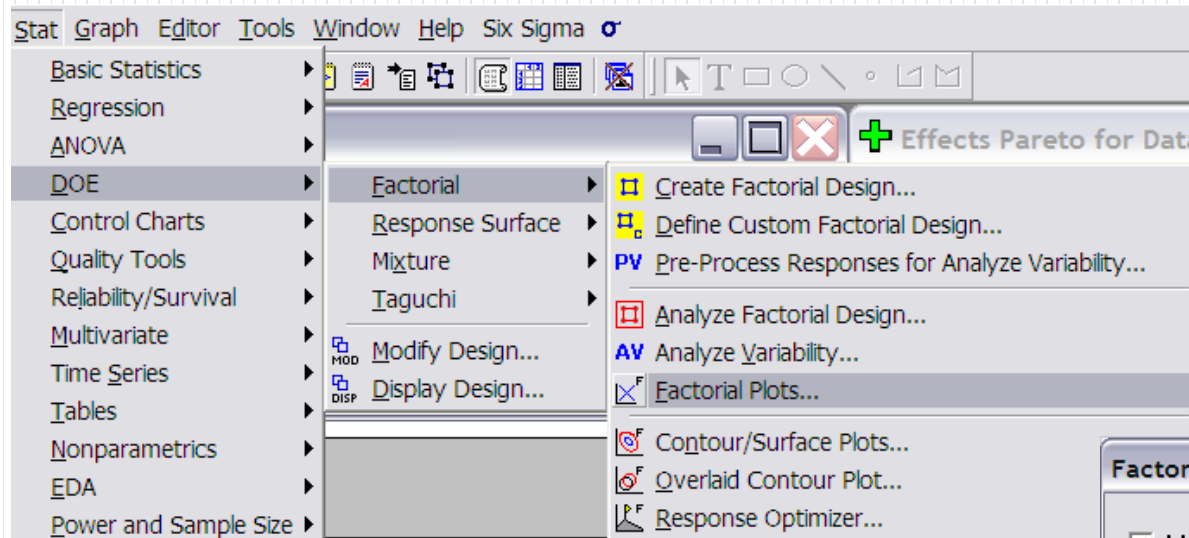 Stat Graph Editor Tools Window Help Six Sigma σ
Basic Statistics
Regression
ANOVA
DOE
Control Charts
Quality Tools
Reliability/Survival
Multivariate
Time Series
Tables
Nonparametrics
EDA
Power and Sample Size
T
Effects Pareto for Dat
Factorial
Response Surface
Mixture
Taguchi
MOD Modify Design...
DISP Display Design...
Create Factorial Design...
C Define Custom Factorial Design...
PV Pre-Process Responses for Analyze Variability...
Analyze Factorial Design...
AV Analyze Variability...
F Factorial Plots...
F Contour/Surface Plots...
F Overlaid Contour Plot...
F Response Optimizer...
Factor